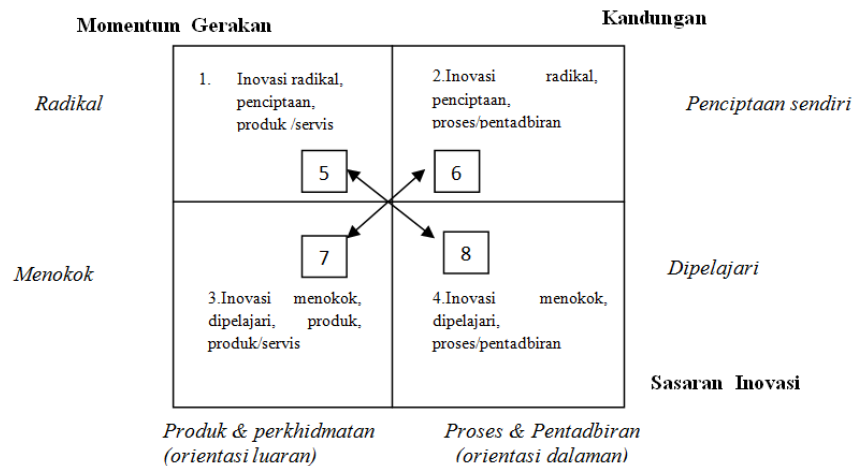 Momentum Gerakan
Kandungan
Radikal
1. Inovasi radikal,
penciptaan,
produk /servis
2.Inovasi radikal,
penciptaan,
proses/pentadbiran
Penciptaan sendiri
5
6
Menokok
7
8
Dipelajari
3.Inovasi menokok,
dipelajari, produk,
produk/servis
4.Inovasi menokok,
dipelajari,
proses/pentadbiran
Sasaran Inovasi
Produk & perkhidmatan
(orientasi luaran)
Proses & Pentadbiran
(orientasi dalaman)